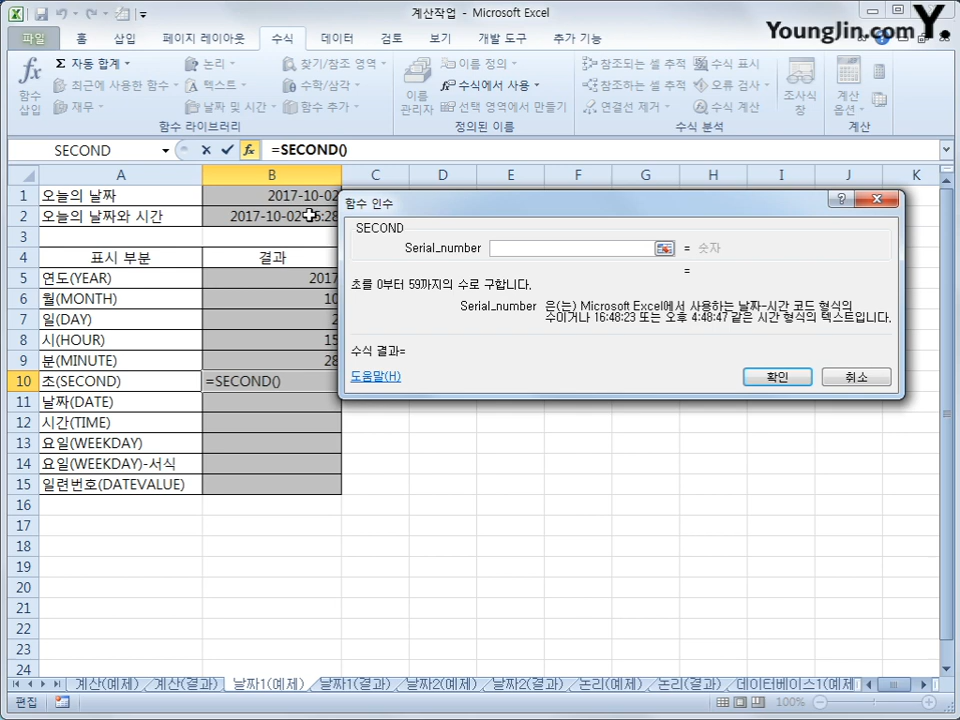 계산작업 - Microsoft Excel
YoungJin.com Y.
파일 홈 삽입 페이지 레이아웃 수식 데이터 검토 보기 개발 도구 추가 기능
fx 함수 삽입
Σ 자동 합계
최근에 사용한 함수
재무
논리
텍스트
날짜 및 시간
찾기/참조 영역
수학/삼각
함수 추가
함수 라이브러리
이름 관리자
이름 정의
수식에서 사용
선택 영역에서 만들기
정의된 이름
참조되는 셀 추적
참조하는 셀 추적
연결선 제거
수식 표시
오류 검사
수식 계산
수식 분석
조사식 창
계산 옵션
계산
SECOND fx =SECOND()
A B C D E F G H I J K
1 오늘의 날짜 2017-10-02
2 오늘의 날짜와 시간 2017-10-02 15:28
3
4 표시 부분 결과
5 연도(YEAR) 2017
6 월(MONTH) 10
7 일(DAY) 2
8 시(HOUR) 15
9 분(MINUTE) 28
10 초(SECOND) =SECOND()
11 날짜(DATE)
12 시간(TIME)
13 요일(WEEKDAY)
14 요일(WEEKDAY)-서식
15 일련번호(DATEVALUE)
16
17
18
19
20
21
22
23
24
함수 인수
SECOND
Serial_number = 숫자
=
초를 0부터 59까지의 수로 구합니다.
Serial_number 은(는) Microsoft Excel에서 사용하는 날짜-시간 코드 형식의
수이거나 16:48:23 또는 오후 4:48:47 같은 시간 형식의 텍스트입니다.
수식 결과=
도움말(H)
확인 취소
계산(예제) 계산(결과) 날짜1(예제) 날짜1(결과) 날짜2(예제) 날짜2(결과) 논리(예제) 논리(결과) 데이터베이스1(예제
편집 100%